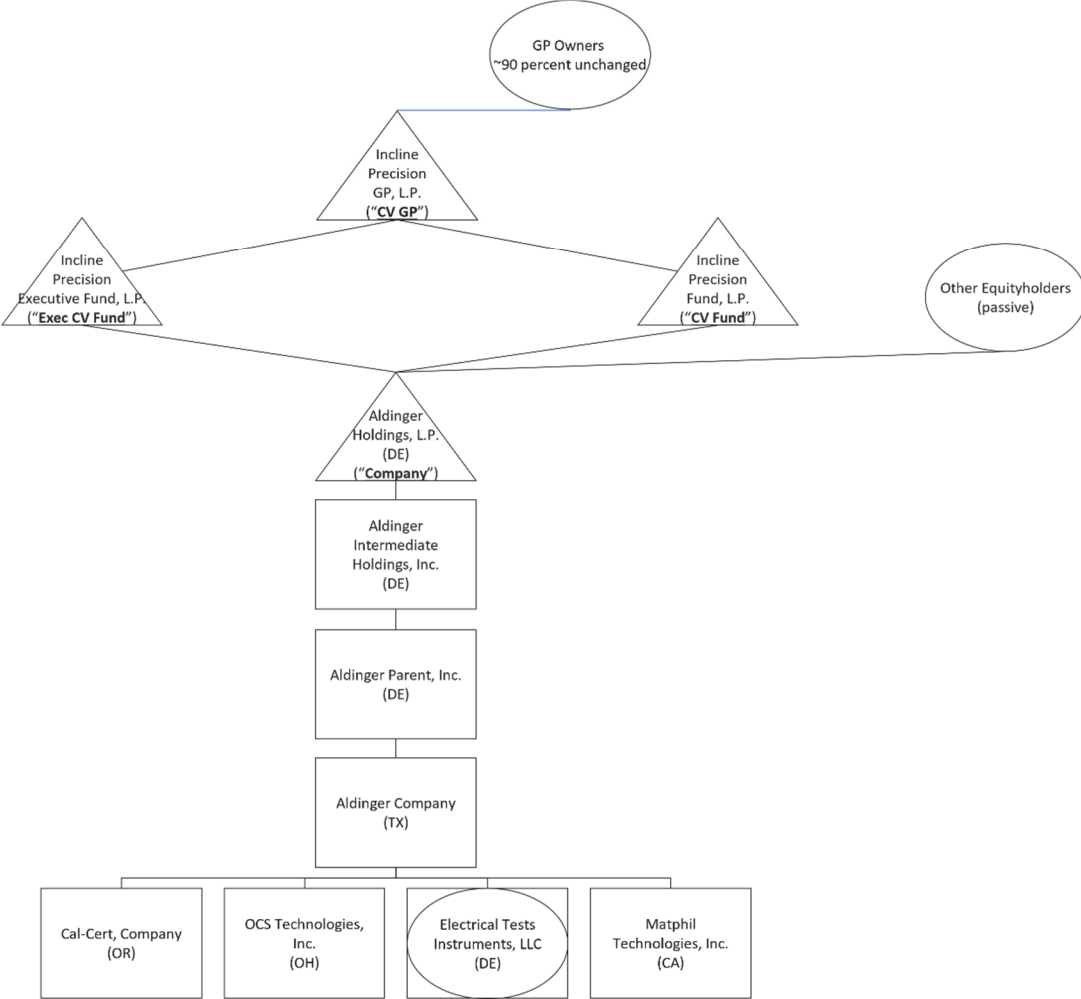 GP Owners
~90 percent unchanged
Incline
Precision
GP, L.P.
(“CV GP”)
Incline
Precision
Executive Fund, L.P.
(“Exec CV Fund”)
Incline
Precision
Fund, L.P.
(“CV Fund”)
Other Equityholders
(passive)
Aldinger
Holdings, L.P.
(DE)
(“Company”)
Aldinger
Intermediate
Holdings, Inc.
(DE)
Aldinger Parent, Inc.
(DE)
Aldinger Company
(TX)
Cal-Cert, Company
(OR)
OCS Technologies,
Inc.
(OH)
Electrical Tests
Instruments, LLC
(DE)
Matphil
Technologies, Inc.
(CA)